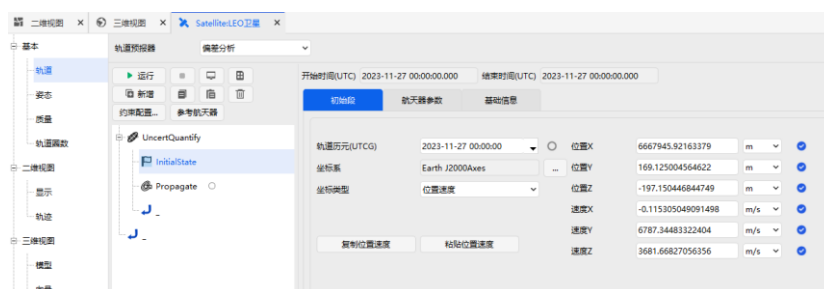 二维视图 × 三维视图 × Satellite:LEO卫星 ×
基本
轨道
姿态
质量
轨道圈数
二维视图
显示
轨迹
三维视图
模型
轨道预报器 偏差分析
运行
新增
约束配置... 参考航天器
UncertQuantify
InitialState
Propagate
开始时间(UTC) 2023-11-27 00:00:00.000 结束时间(UTC) 2023-11-27 00:00:00.000
初始段 航天器参数 基础信息
轨道历元(UTCG) 2023-11-27 00:00:00 位置X 6667945.92163379 m
坐标系 Earth J2000Axes ... 位置Y 169.125004564622 m
坐标类型 位置速度 位置Z -197.150446844749 m
速度X -0.115305049091498 m/s
速度Y 6787.34483322404 m/s
复制位置速度 粘贴位置速度 速度Z 3681.66827056356 m/s